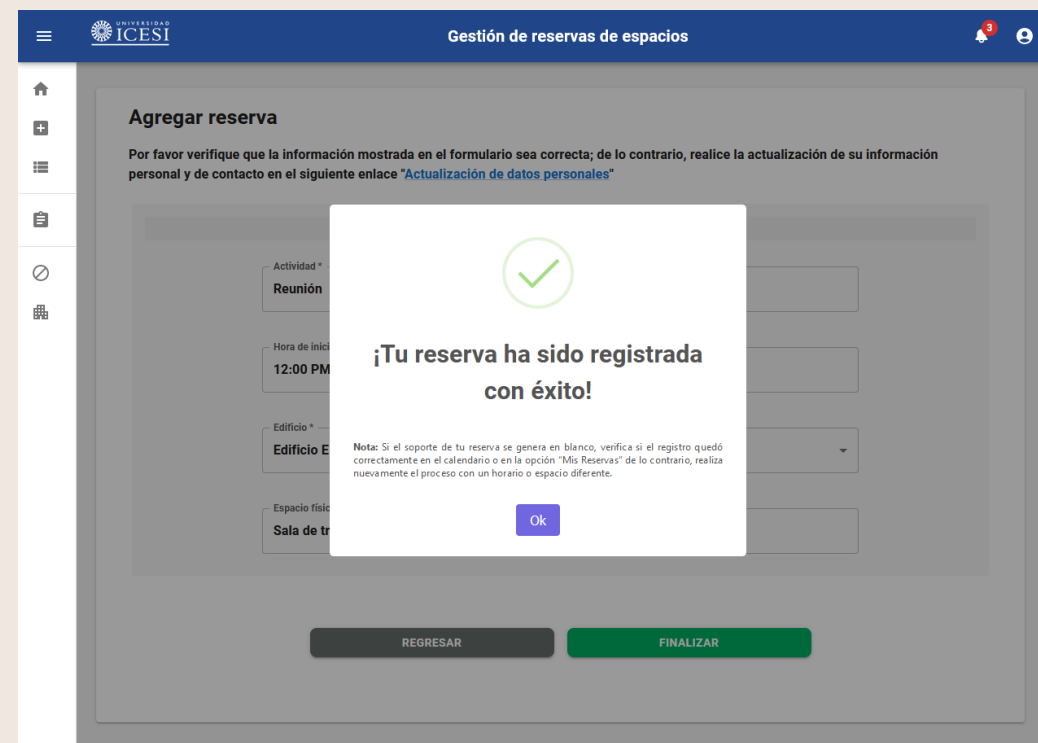 UNIVERSIDAD
ICESI
Gestión de reservas de espacios
3
Agregar reserva
Por favor verifique que la información mostrada en el formulario sea correcta; de lo contrario, realice la actualización de su información
personal y de contacto en el siguiente enlace "Actualización de datos personales"
Actividad *
Reunión
Hora de inici
12:00 PM
Edificio *
Edificio E
Espacio físic
Sala de tr
¡Tu reserva ha sido registrada
con éxito!
Nota: Si el soporte de tu reserva se genera en blanco, verifica si el registro quedó
correctamente en el calendario o en la opción "Mis Reservas" de lo contrario, realiza
nuevamente el proceso con un horario o espacio diferente.
Ok
REGRESAR
FINALIZAR